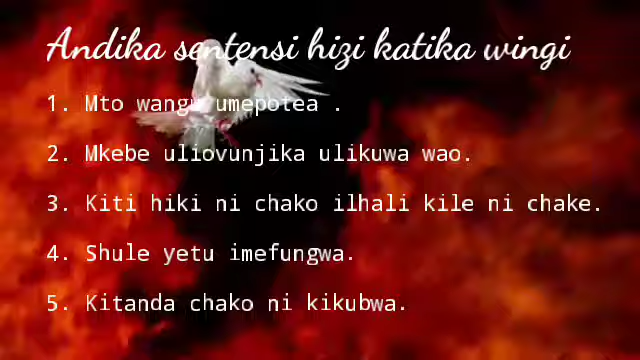 Andika sentensi hizi katika wingi
1. Mto wangu umepotea .
2. Mkebe uliovunjika ulikuwa wao.
3. Kiti hiki ni chako ilhali kile ni chake.
4. Shule yetu imefungwa.
5. Kitanda chako ni kikubwa.